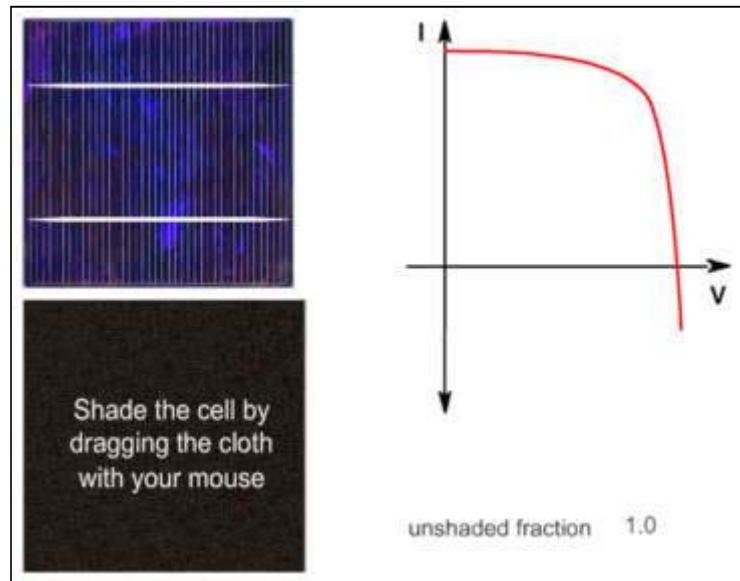 I
V
Shade the cell by
dragging the cloth
with your mouse
unshaded fraction 1.0